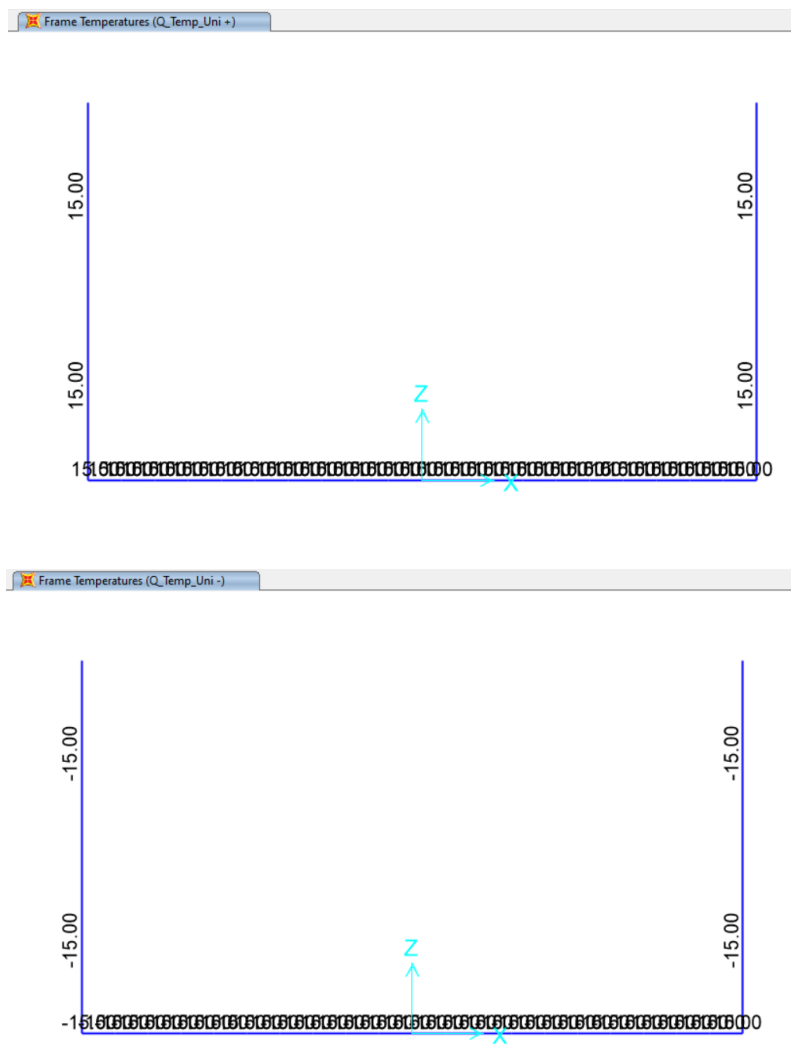 Frame Temperatures (Q_Temp_Uni +)
15.00
15.00
15.00
15.00
Z
X
Frame Temperatures (Q_Temp_Uni -)
-15.00
-15.00
-15.00
-15.00
Z
X